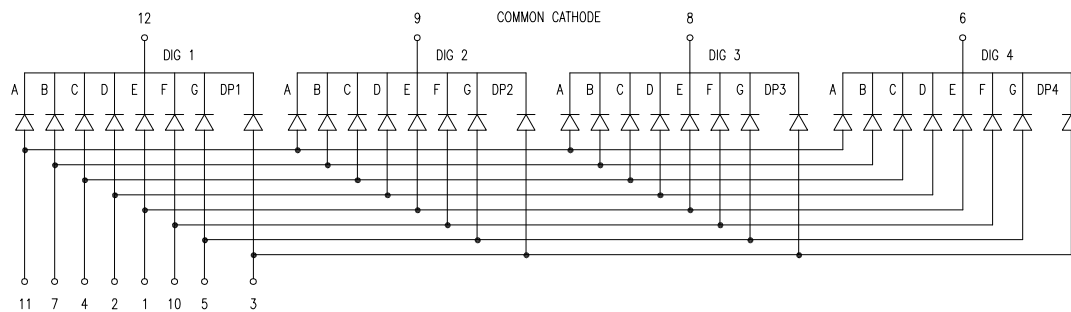 12 9 COMMON CATHODE 8 6
DIG 1 DIG 2 DIG 3 DIG 4
A B C D E F G DP1 A B C D E F G DP2 A B C D E F G DP3 A B C D E F G DP4
11 7 4 2 1 10 5 3